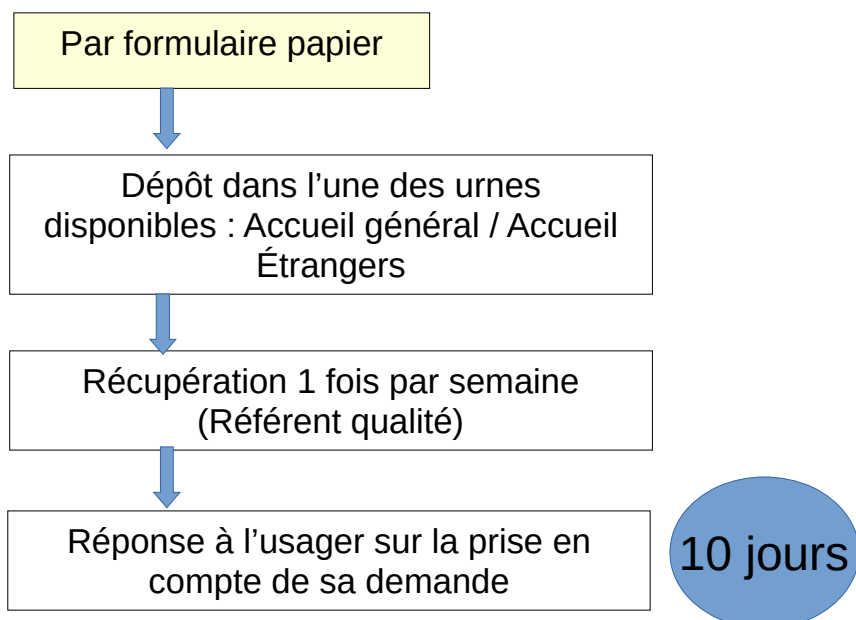 Par formulaire papier
Dépôt dans l’une des urnes
disponibles : Accueil général / Accueil
Étrangers
Récupération 1 fois par semaine
(Référent qualité)
Réponse à l’usager sur la prise en
compte de sa demande
10 jours